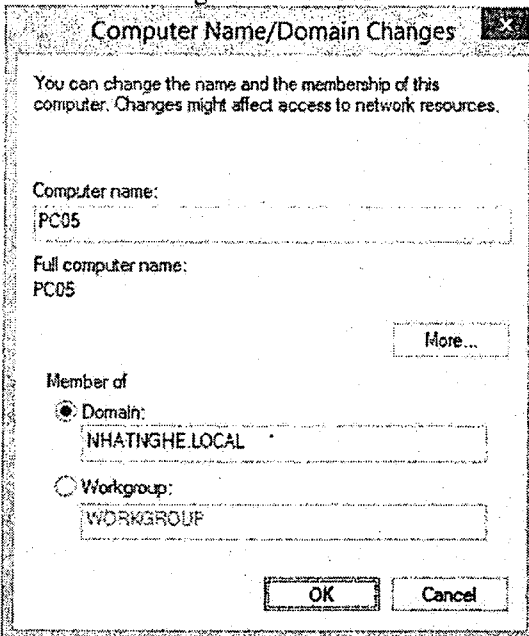 Computer Name/Domain Changes
You can change the name and the membership of this
computer. Changes might affect access to network resources.
Computer name:
PC05
Full computer name:
PC05
More...
Member of
Domain:
NHATNGHE.LOCAL
Workgroup:
WORKGROUP
OK
Cancel